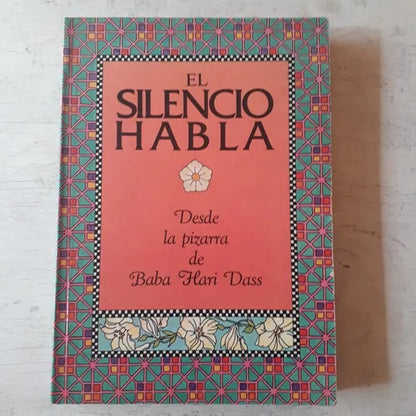 EL
SILENCIO
HABLA
Desde
la pizarra
de
Baba Hari Dass